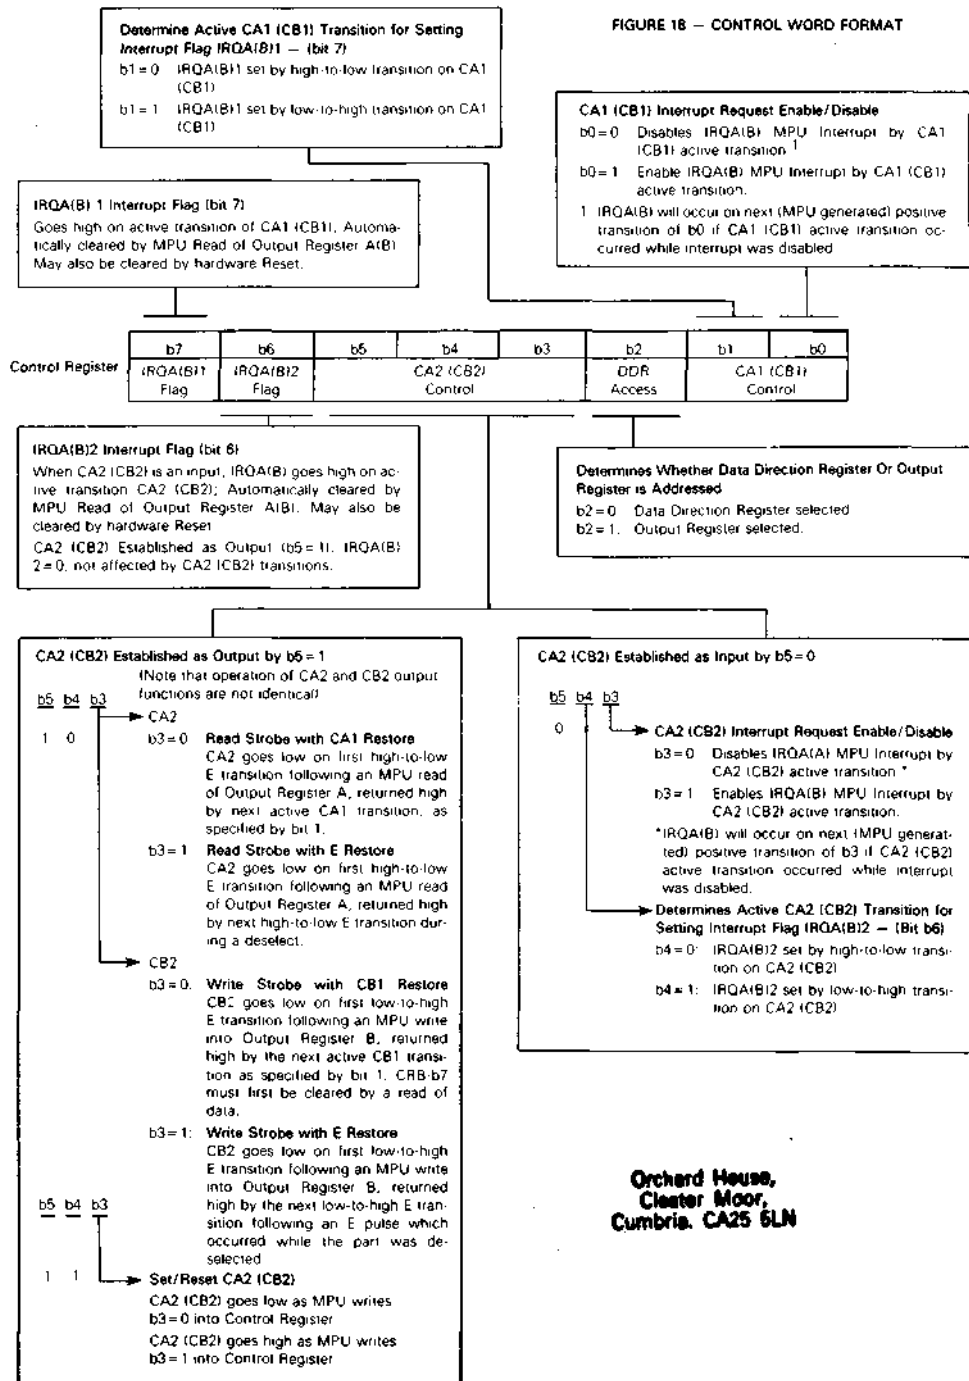 FIGURE 18 — CONTROL WORD FORMAT
Determine Active CA1 (CB1) Transition for Setting
Interrupt Flag IRQA(B)1 — (bit 7)
b1=0 IRQA(B)1 set by high-to-low transition on CA1
(CB1)
b1=1 IRQA(B)1 set by low-to-high transition on CA1
(CB1)
CA1 (CB1) Interrupt Request Enable/Disable
b0=0 Disables IRQA(B) MPU Interrupt by CA1
(CB1) active transition 1
b0=1 Enable IRQA(B) MPU Interrupt by CA1 (CB1)
active transition.
1 IRQA(B) will occur on next (MPU generated) positive
transition of b0 if CA1 (CB1) active transition oc-
curred while interrupt was disabled
IRQA(B) 1 Interrupt Flag (bit 7)
Goes high on active transition of CA1 (CB1), Automa-
tically cleared by MPU Read of Output Register A(B)
May also be cleared by hardware Reset.
b7 b6 b5 b4 b3 b2 b1 b0
Control Register
IRQA(B)1 IRQA(B)2 CA2 (CB2) DDR CA1 (CB1)
Flag Flag Control Access Control
IRQA(B)2 Interrupt Flag (bit 6)
When CA2 (CB2) is an input, IRQA(B) goes high on ac-
tive transition CA2 (CB2); Automatically cleared by
MPU Read of Output Register A(B). May also be
cleared by hardware Reset
CA2 (CB2) Established as Output (b5=1), IRQA(B)
2=0, not affected by CA2 (CB2) transitions.
Determines Whether Data Direction Register Or Output
Register is Addressed
b2=0 Data Direction Register selected
b2=1. Output Register selected.
CA2 (CB2) Established as Output by b5=1
(Note that operation of CA2 and CB2 output
functions are not identical)
b5 b4 b3
CA2
1 0 b3=0 Read Strobe with CA1 Restore
CA2 goes low on first high-to-low
E transition following an MPU read
of Output Register A, returned high
by next active CA1 transition, as
specified by bit 1.
b3=1 Read Strobe with E Restore
CA2 goes low on first high-to-low
E transition following an MPU read
of Output Register A, returned high
by next high-to-low E transition dur-
ing a deselect.
CB2
b3=0. Write Strobe with CB1 Restore
CB2 goes low on first low-to-high
E transition following an MPU write
into Output Register B, returned
high by the next active CB1 transi-
tion as specified by bit 1. CRB-b7
must first be cleared by a read of
data.
b3=1: Write Strobe with E Restore
CB2 goes low on first low-to-high
E transition following an MPU write
into Output Register B, returned
high by the next low-to-high E tran-
sition following an E pulse which
occurred while the part was de-
selected
b5 b4 b3
1 1 Set/Reset CA2 (CB2)
CA2 (CB2) goes low as MPU writes
b3=0 into Control Register
CA2 (CB2) goes high as MPU writes
b3=1 into Control Register
CA2 (CB2) Established as Input by b5=0
b5 b4 b3
0 CA2 (CB2) Interrupt Request Enable/Disable
b3=0 Disables IRQA(A) MPU Interrupt by
CA2 (CB2) active transition *
b3=1 Enables IRQA(B) MPU Interrupt by
CA2 (CB2) active transition.
*IRQA(B) will occur on next (MPU generat-
ted) positive transition of b3 if CA2 (CB2)
active transition occurred while interrupt
was disabled.
Determines Active CA2 (CB2) Transition for
Setting Interrupt Flag IRQA(B)2 — (Bit b6)
b4=0: IRQA(B)2 set by high-to-low transi-
tion on CA2 (CB2)
b4=1: IRQA(B)2 set by low-to-high transi-
tion on CA2 (CB2)
Orchard House,
Cleater Moor,
Cumbria. CA25 5LN